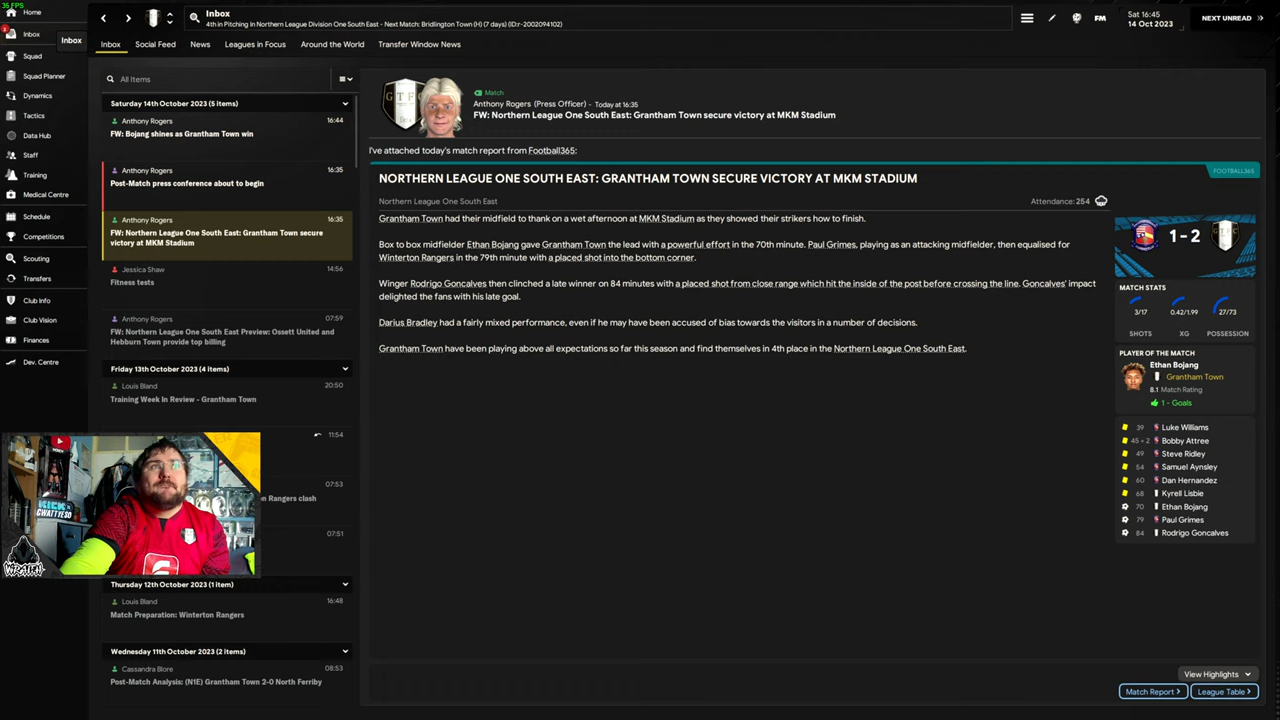 35 FPS
Home
Inbox
Squad
Squad Planner
Dynamics
Tactics
Data Hub
Staff
Training
Medical Centre
Schedule
Competitions
Scouting
Transfers
Club Info
Club Vision
Finances
Dev. Centre
Inbox
Inbox
4th in Pitching In Northern League Division One South East - Next Match: Bridlington Town (H) (7 days) (ID:r-2002094102)
FM
Sat 16:45
14 Oct 2023
NEXT UNREAD
Inbox Social Feed News Leagues in Focus Around the World Transfer Window News
All Items
Saturday 14th October 2023 (5 items)
Anthony Rogers 16:44
FW: Bojang shines as Grantham Town win
Anthony Rogers 16:35
Post-Match press conference about to begin
Anthony Rogers 16:35
FW: Northern League One South East: Grantham Town secure
victory at MKM Stadium
Jessica Shaw 14:56
Fitness tests
Anthony Rogers 07:59
FW: Northern League One South East Preview: Ossett United and
Hebburn Town provide top billing
Friday 13th October 2023 (4 items)
Louis Bland 20:50
Training Week In Review - Grantham Town
11:54
07:53
on Rangers clash
07:51
Thursday 12th October 2023 (1 item)
Louis Bland 16:48
Match Preparation: Winterton Rangers
Wednesday 11th October 2023 (2 items)
Cassandra Blore 08:53
Post-Match Analysis: (N1E) Grantham Town 2-0 North Ferriby
GTFC
Match
Anthony Rogers (Press Officer) - Today at 16:35
FW: Northern League One South East: Grantham Town secure victory at MKM Stadium
I've attached today's match report from Football365:
FOOTBALL365
NORTHERN LEAGUE ONE SOUTH EAST: GRANTHAM TOWN SECURE VICTORY AT MKM STADIUM
Northern League One South East Attendance: 254
Grantham Town had their midfield to thank on a wet afternoon at MKM Stadium as they showed their strikers how to finish.
Box to box midfielder Ethan Bojang gave Grantham Town the lead with a powerful effort in the 70th minute. Paul Grimes, playing as an attacking midfielder, then equalised for
Winterton Rangers in the 79th minute with a placed shot into the bottom corner.
Winger Rodrigo Goncalves then clinched a late winner on 84 minutes with a placed shot from close range which hit the inside of the post before crossing the line. Goncalves' impact
delighted the fans with his late goal.
Darius Bradley had a fairly mixed performance, even if he may have been accused of bias towards the visitors in a number of decisions.
Grantham Town have been playing above all expectations so far this season and find themselves in 4th place in the Northern League One South East.
1 - 2
MATCH STATS
3/17 0.42/1.99 27/73
SHOTS XG POSSESSION
PLAYER OF THE MATCH
Ethan Bojang
Grantham Town
8.1 Match Rating
1 - Goals
39 Luke Williams
45 + 2 Bobby Attree
49 Steve Ridley
54 Samuel Aynsley
60 Dan Hernandez
68 Kyrell Lisbie
70 Ethan Bojang
79 Paul Grimes
84 Rodrigo Goncalves
View Highlights
Match Report
League Table
KICK
GWATTYESO
WRAITH